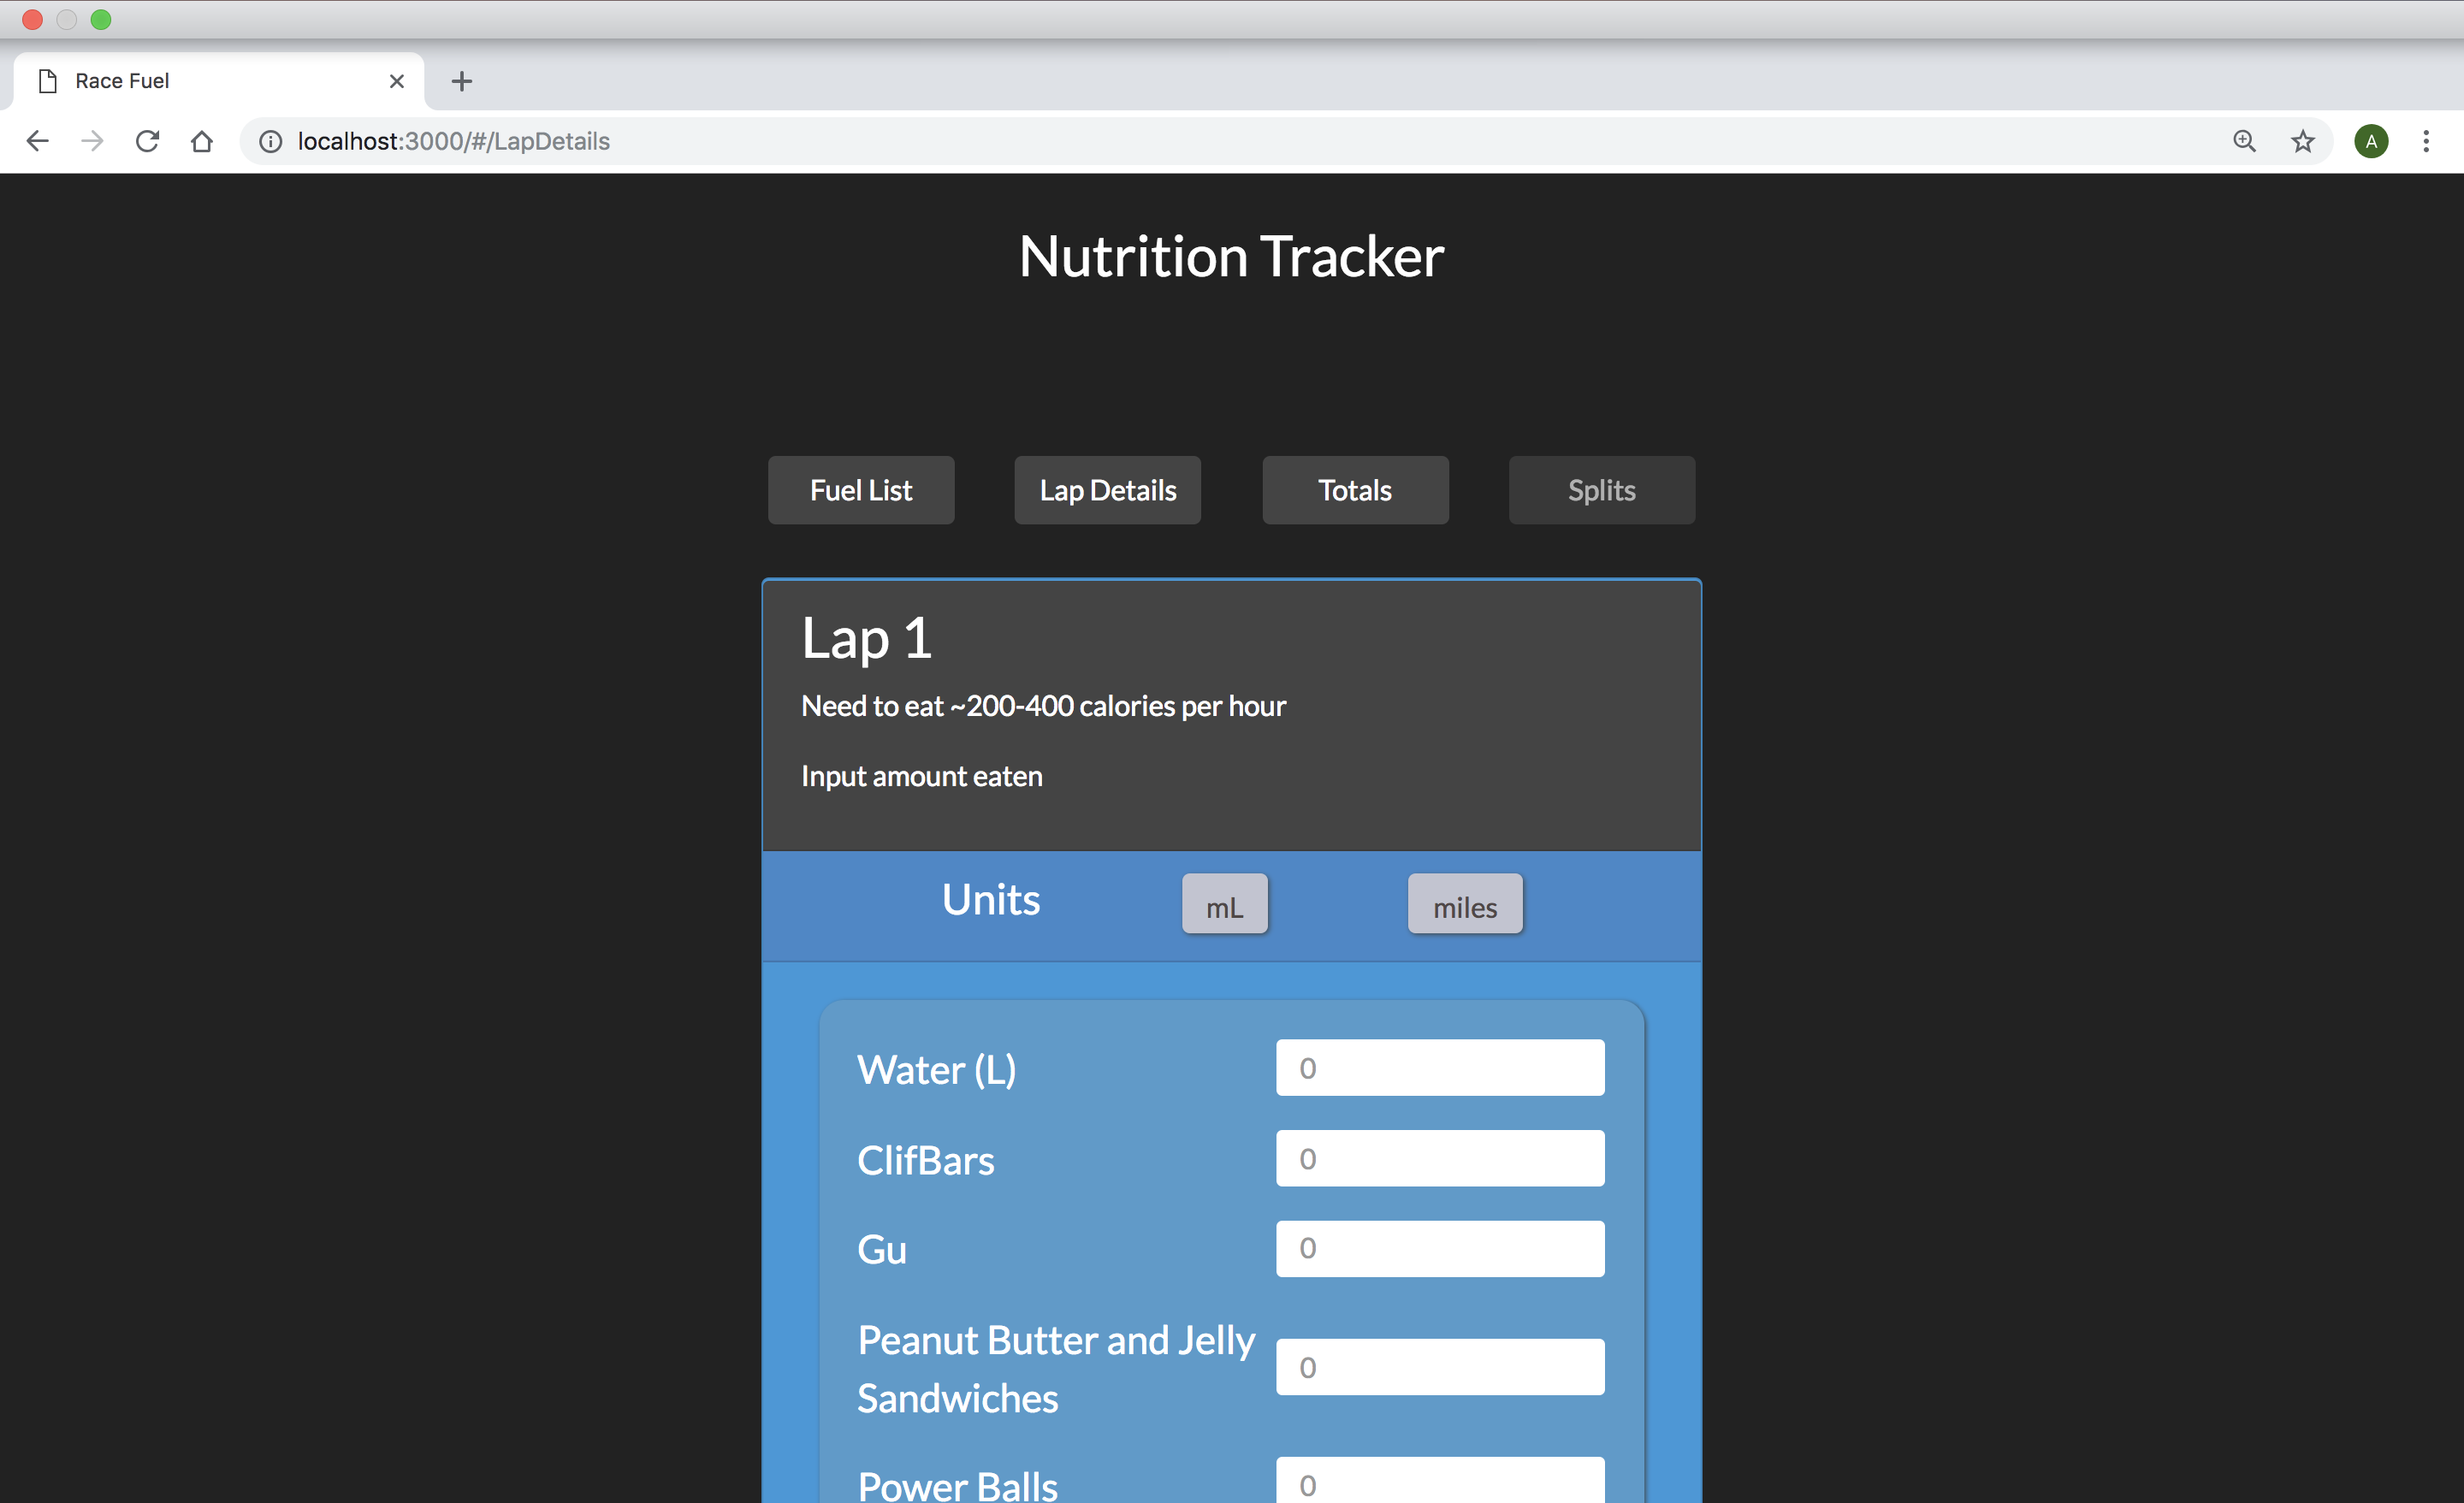 Race Fuel
localhost:3000/#/LapDetails
A
Nutrition Tracker
Fuel List
Lap Details
Totals
Splits
Lap 1
Need to eat ~200-400 calories per hour
Input amount eaten
Units
mL
miles
Water (L)
0
ClifBars
0
Gu
0
Peanut Butter and Jelly
Sandwiches
0
Power Balls
0